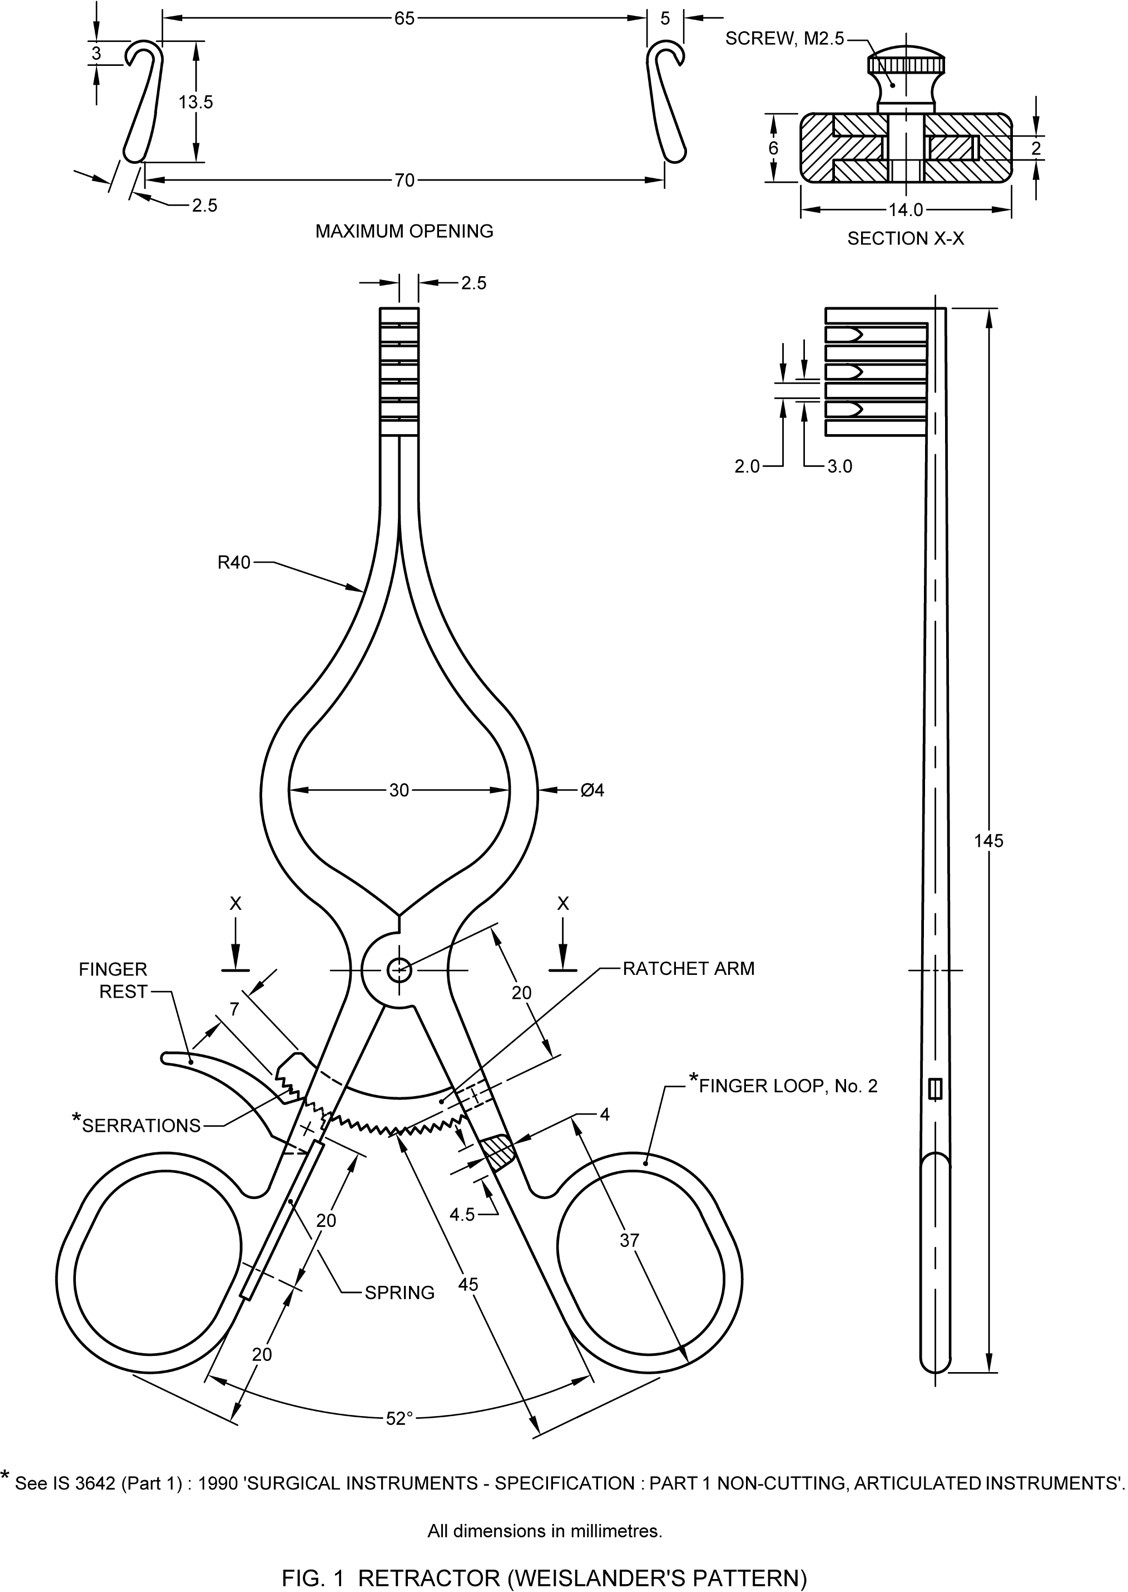 65
5
3
13.5
70
2.5
MAXIMUM OPENING
SCREW, M2.5
6
2
14.0
SECTION X-X
2.5
2.0
3.0
R40
30
Ø4
145
X
X
FINGER
REST
7
20
RATCHET ARM
*FINGER LOOP, No. 2
*SERRATIONS
4
4.5
20
37
45
SPRING
20
52°
* See IS 3642 (Part 1) : 1990 'SURGICAL INSTRUMENTS - SPECIFICATION : PART 1 NON-CUTTING, ARTICULATED INSTRUMENTS'.
All dimensions in millimetres.
FIG. 1 RETRACTOR (WEISLANDER'S PATTERN)